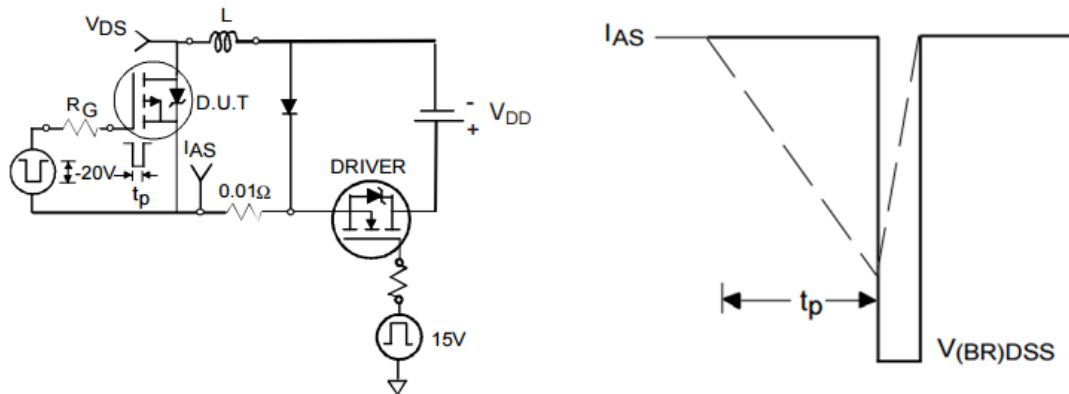 L
VDS
RG
D.U.T
IAS
-20V
tp
0.01Ω
DRIVER
-
VDD
+
15V
IAS
tp
V(BR)DSS